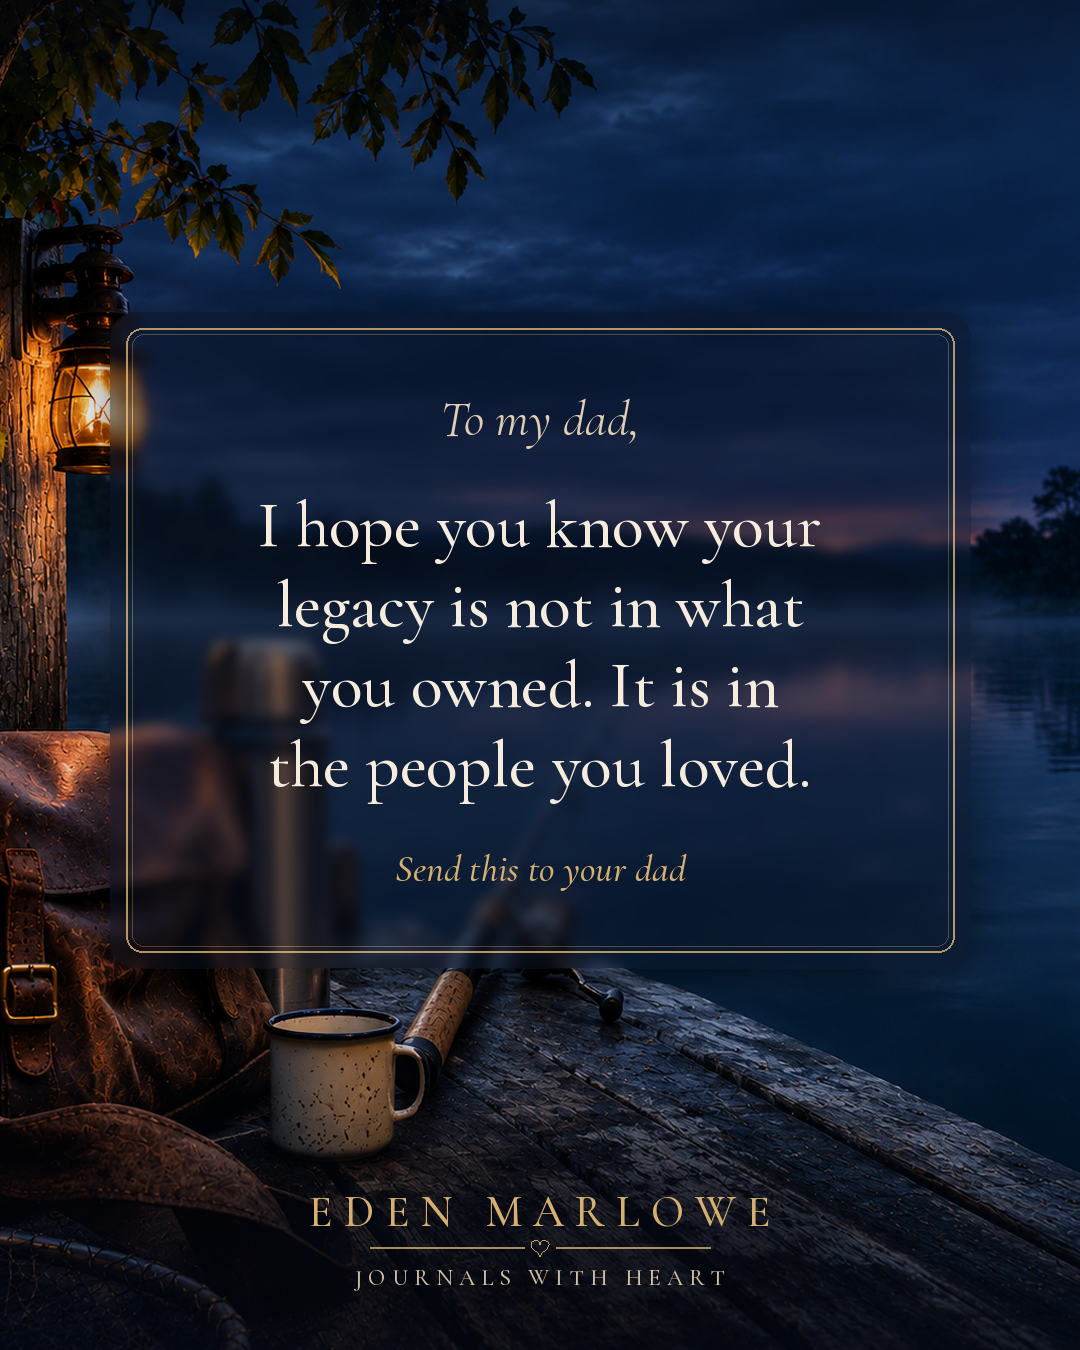 To my dad,
I hope you know your
legacy is not in what
you owned. It is in
the people you loved.
Send this to your dad
EDEN MARLOWE
JOURNALS WITH HEART